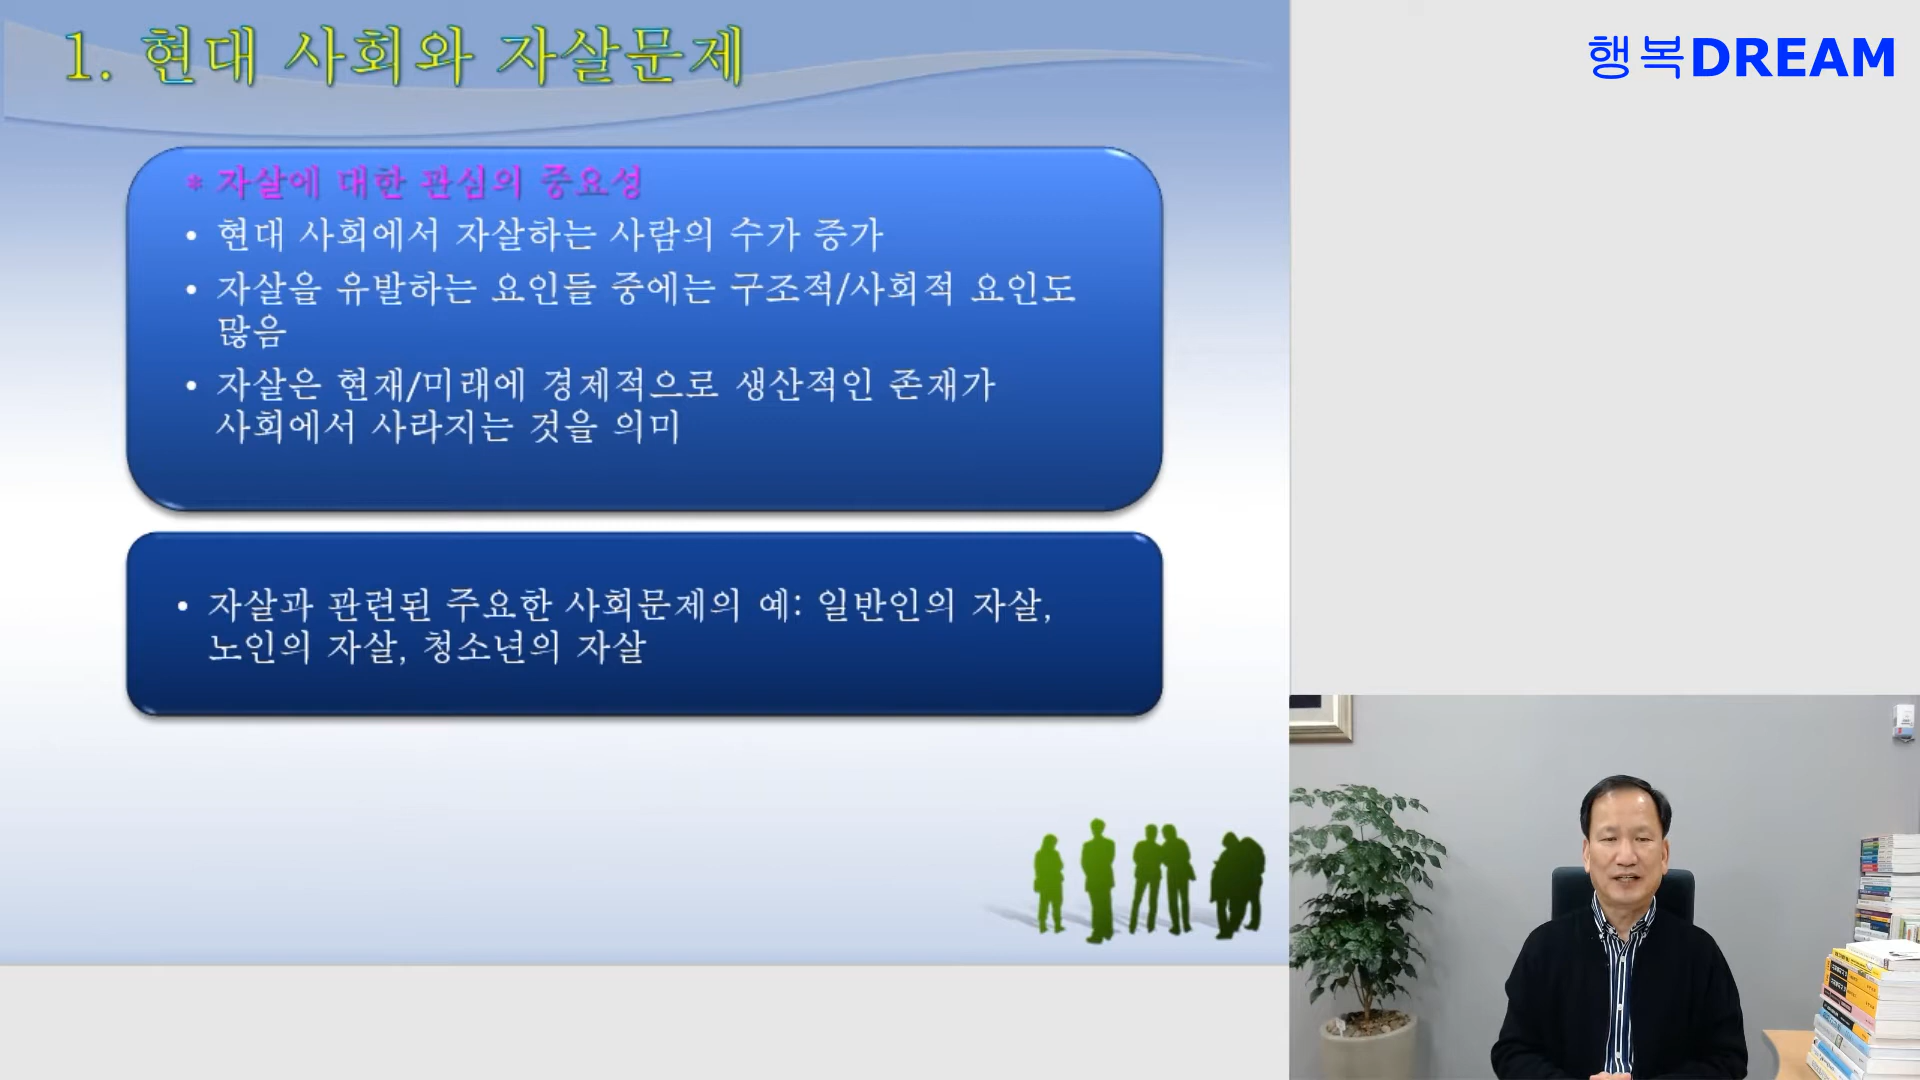 1. 현대 사회와 자살문제
행복DREAM
* 자살에 대한 관심의 중요성
• 현대 사회에서 자살하는 사람의 수가 증가
• 자살을 유발하는 요인들 중에는 구조적/사회적 요인도
많음
• 자살은 현재/미래에 경제적으로 생산적인 존재가
사회에서 사라지는 것을 의미
• 자살과 관련된 주요한 사회문제의 예: 일반인의 자살,
노인의 자살, 청소년의 자살